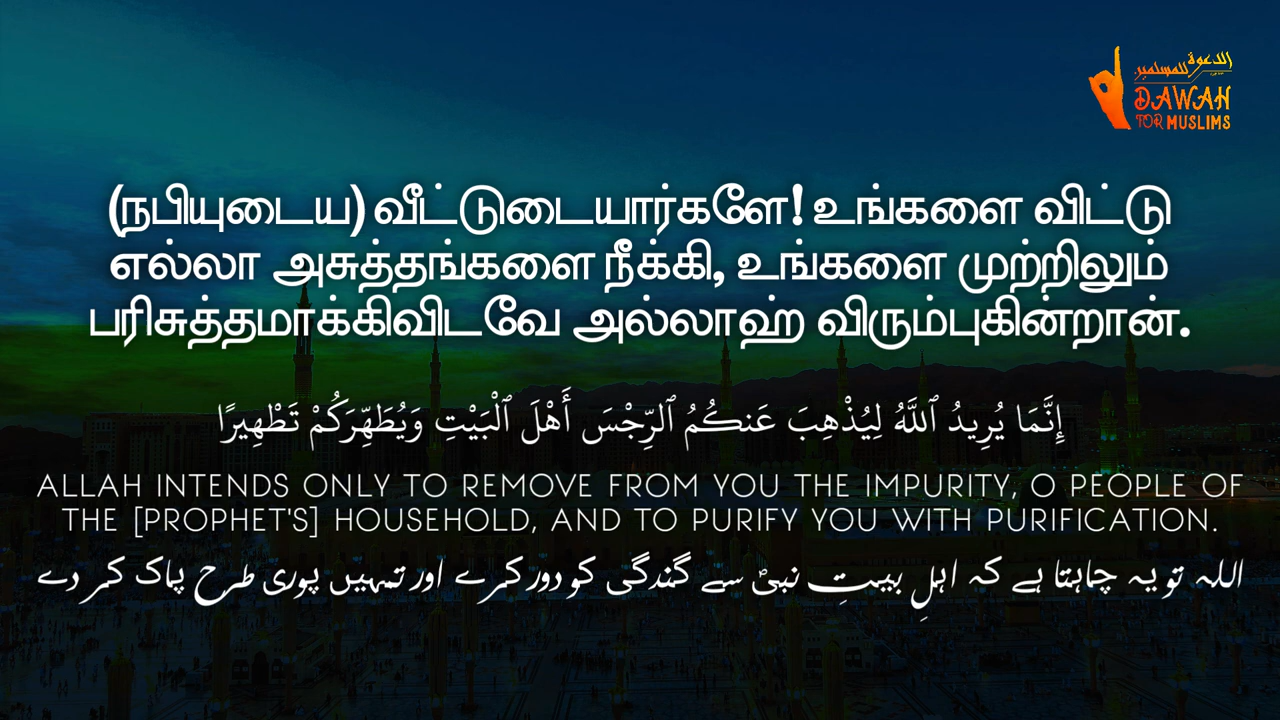 الدعوة
للمسلمين
DAWAH
FOR MUSLIMS
(நபியுடைய) வீட்டுடையார்களே! உங்களை விட்டு
எல்லா அசுத்தங்களை நீக்கி, உங்களை முற்றிலும்
பரிசுத்தமாக்கிவிடவே அல்லாஹ் விரும்புகின்றான்.
إِنَّمَا يُرِيدُ ٱللَّهُ لِيُذْهِبَ عَنكُمُ ٱلرِّجْسَ أَهْلَ ٱلْبَيْتِ وَيُطَهِّرَكُمْ تَطْهِيرًا
ALLAH INTENDS ONLY TO REMOVE FROM YOU THE IMPURITY, O PEOPLE OF
THE [PROPHET'S] HOUSEHOLD, AND TO PURIFY YOU WITH PURIFICATION.
اللہ تو یہ چاہتا ہے کہ اہلِ بیتِ نبیؐ سے گندگی کو دور کرے اور تمہیں پوری طرح پاک کر دے